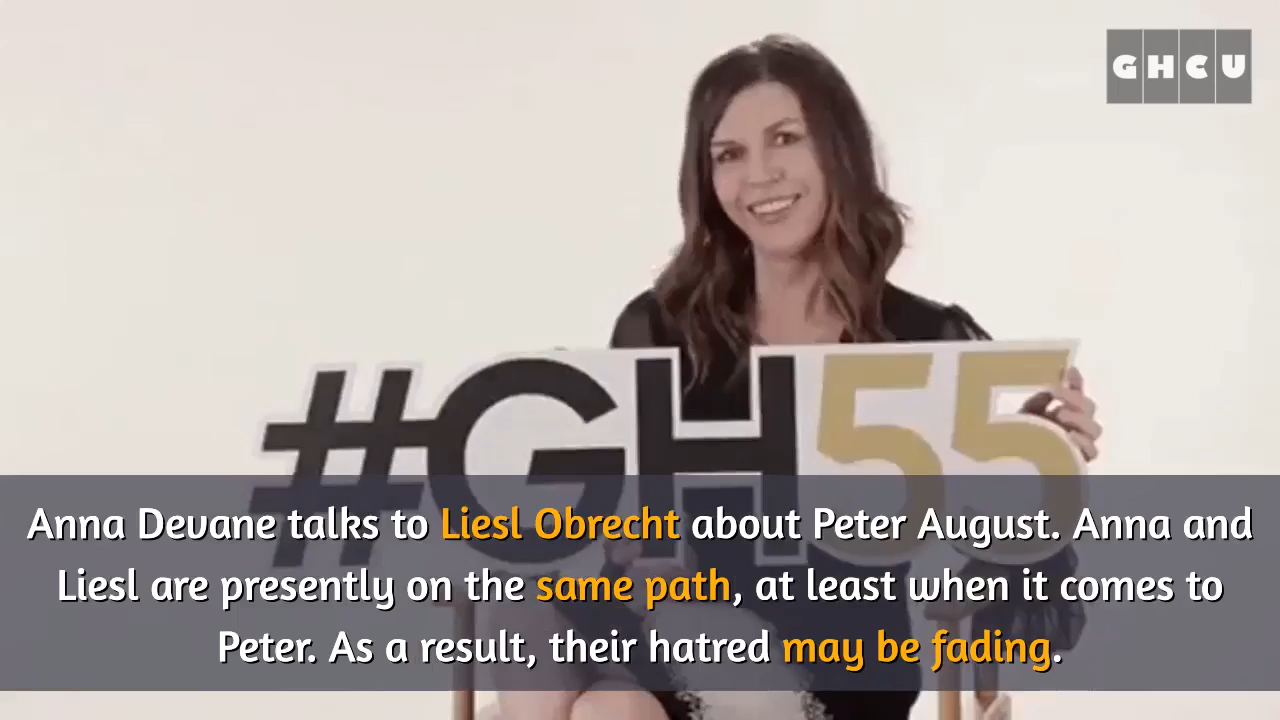 GHCU
#GH55
Anna Devane talks to Liesl Obrecht about Peter August. Anna and
Liesl are presently on the same path, at least when it comes to
Peter. As a result, their hatred may be fading.